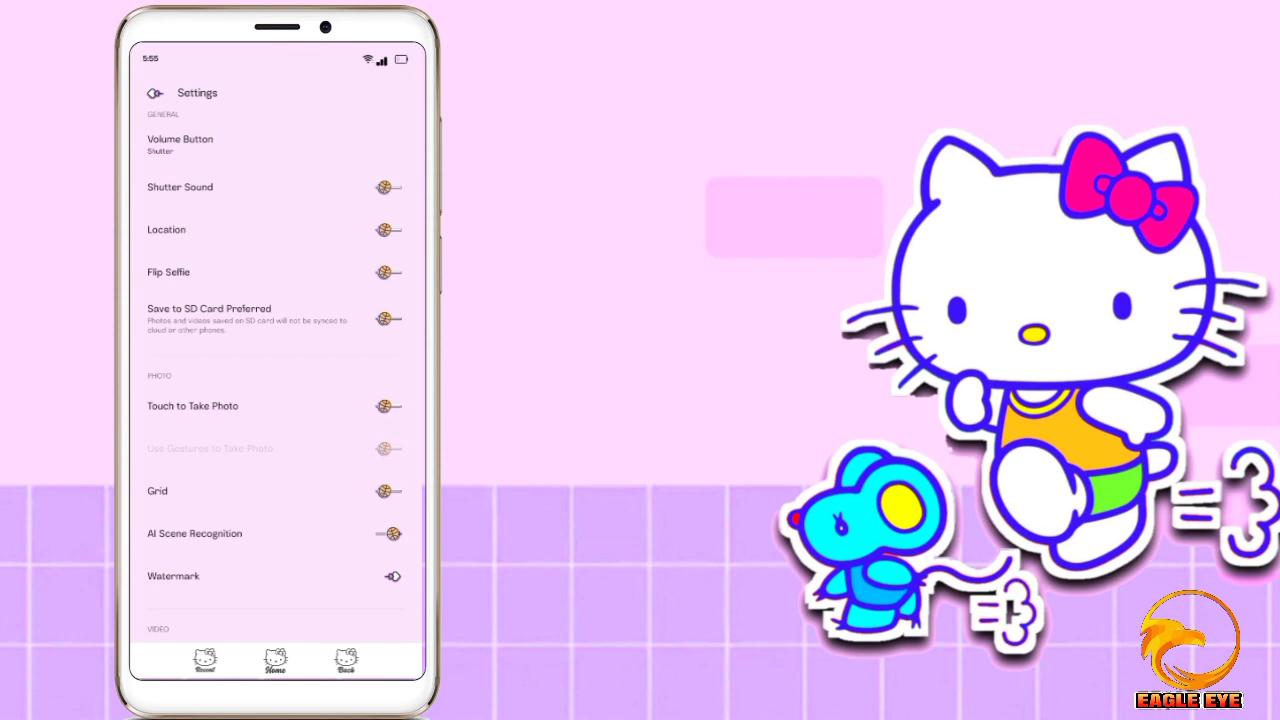 5:55
Settings
GENERAL
Volume Button
Shutter
Shutter Sound
Location
Flip Selfie
Save to SD Card Preferred
Photos and videos saved on SD card will not be synced to
cloud or other phones.
PHOTO
Touch to Take Photo
Use Gestures to Take Photo
Grid
AI Scene Recognition
Watermark
VIDEO
Recent Home Back
EAGLE EYE